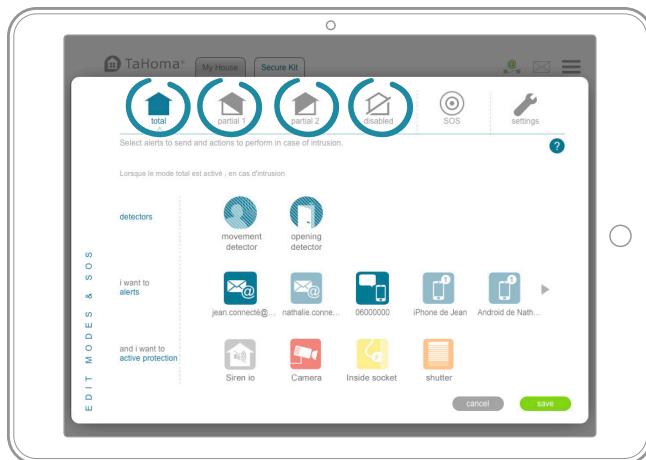 TaHoma®
My House
Secure Kit
total
partial 1
partial 2
disabled
SOS
settings
Select alerts to send and actions to perform in case of intrusion.
?
Lorsque le mode total est activé , en cas d'intrusion
detectors
movement
detector
opening
detector
i want to
alerts
jean.connecté@...
nathalie.conne...
06000000
iPhone de Jean
Android de Nath...
and i want to
active protection
Siren io
Camera
Inside socket
shutter
EDIT MODES & SOS
cancel
save